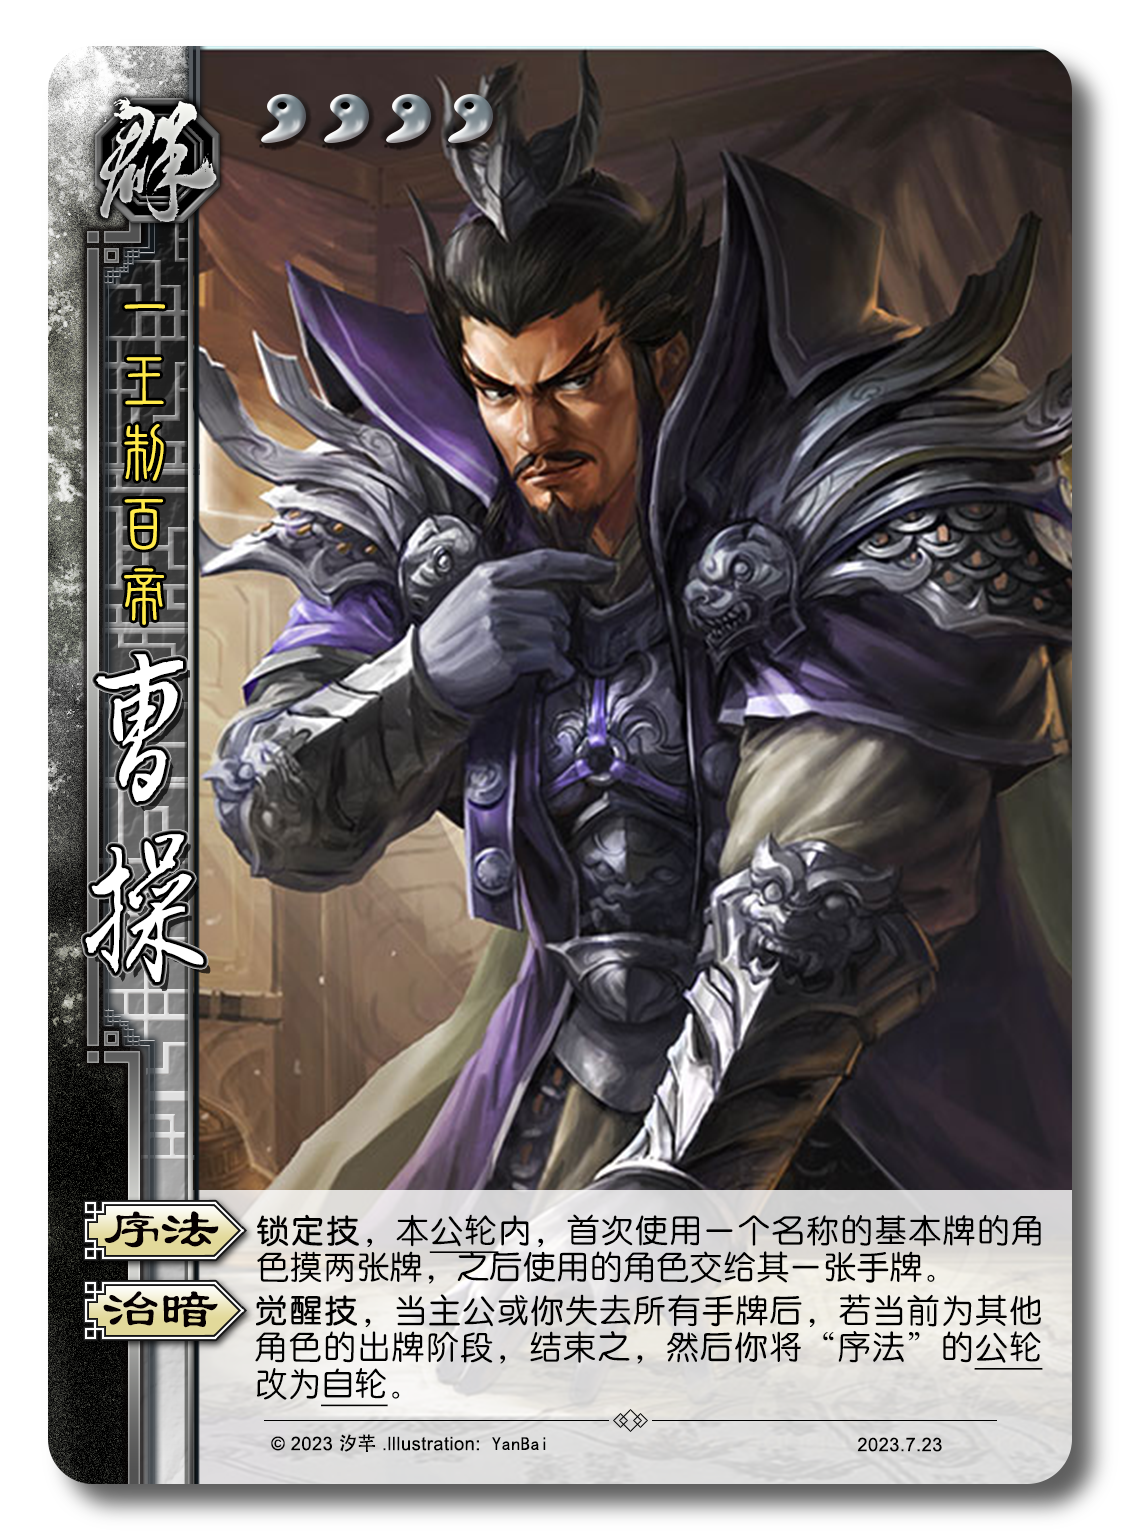 群
一王制百帝
曹操
序法
锁定技，本公轮内，首次使用一个名称的基本牌的角
色摸两张牌，之后使用的角色交给其一张手牌。
治暗
觉醒技，当主公或你失去所有手牌后，若当前为其他
角色的出牌阶段，结束之，然后你将“序法”的公轮
改为自轮。
© 2023 汐芊 .Illustration: YanBai
2023.7.23